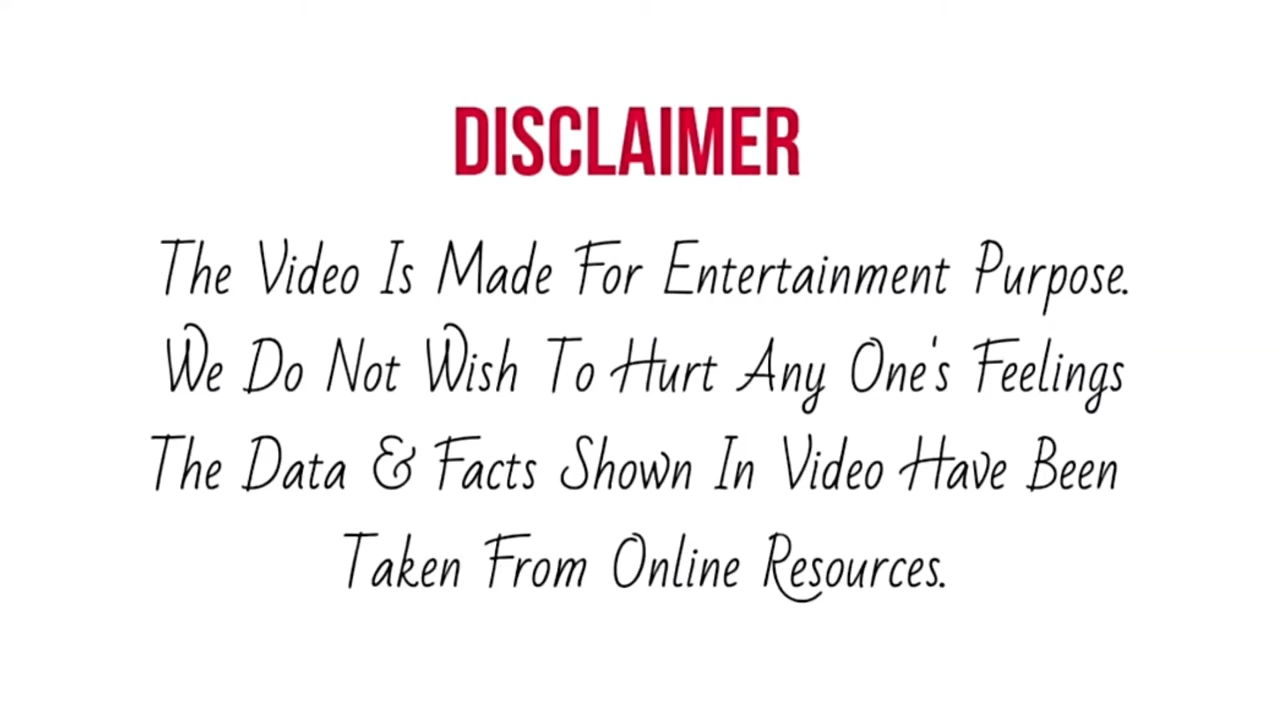 DISCLAIMER
The Video Is Made For Entertainment Purpose.
We Do Not Wish To Hurt Any One's Feelings
The Data & Facts Shown In Video Have Been
Taken From Online Resources.